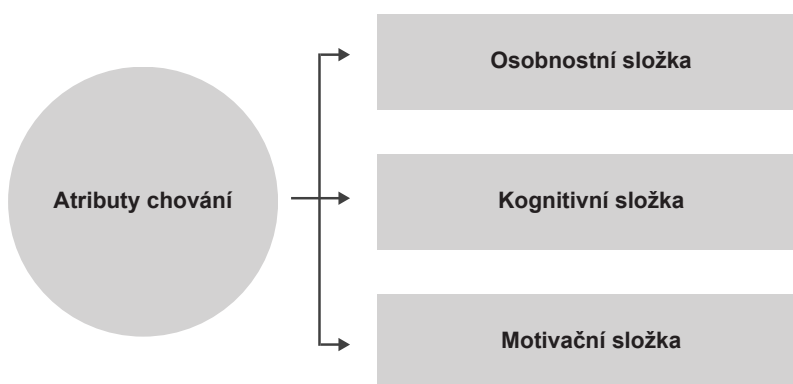 Osobnostní složka
Atributy chování
Kognitivní složka
Motivační složka